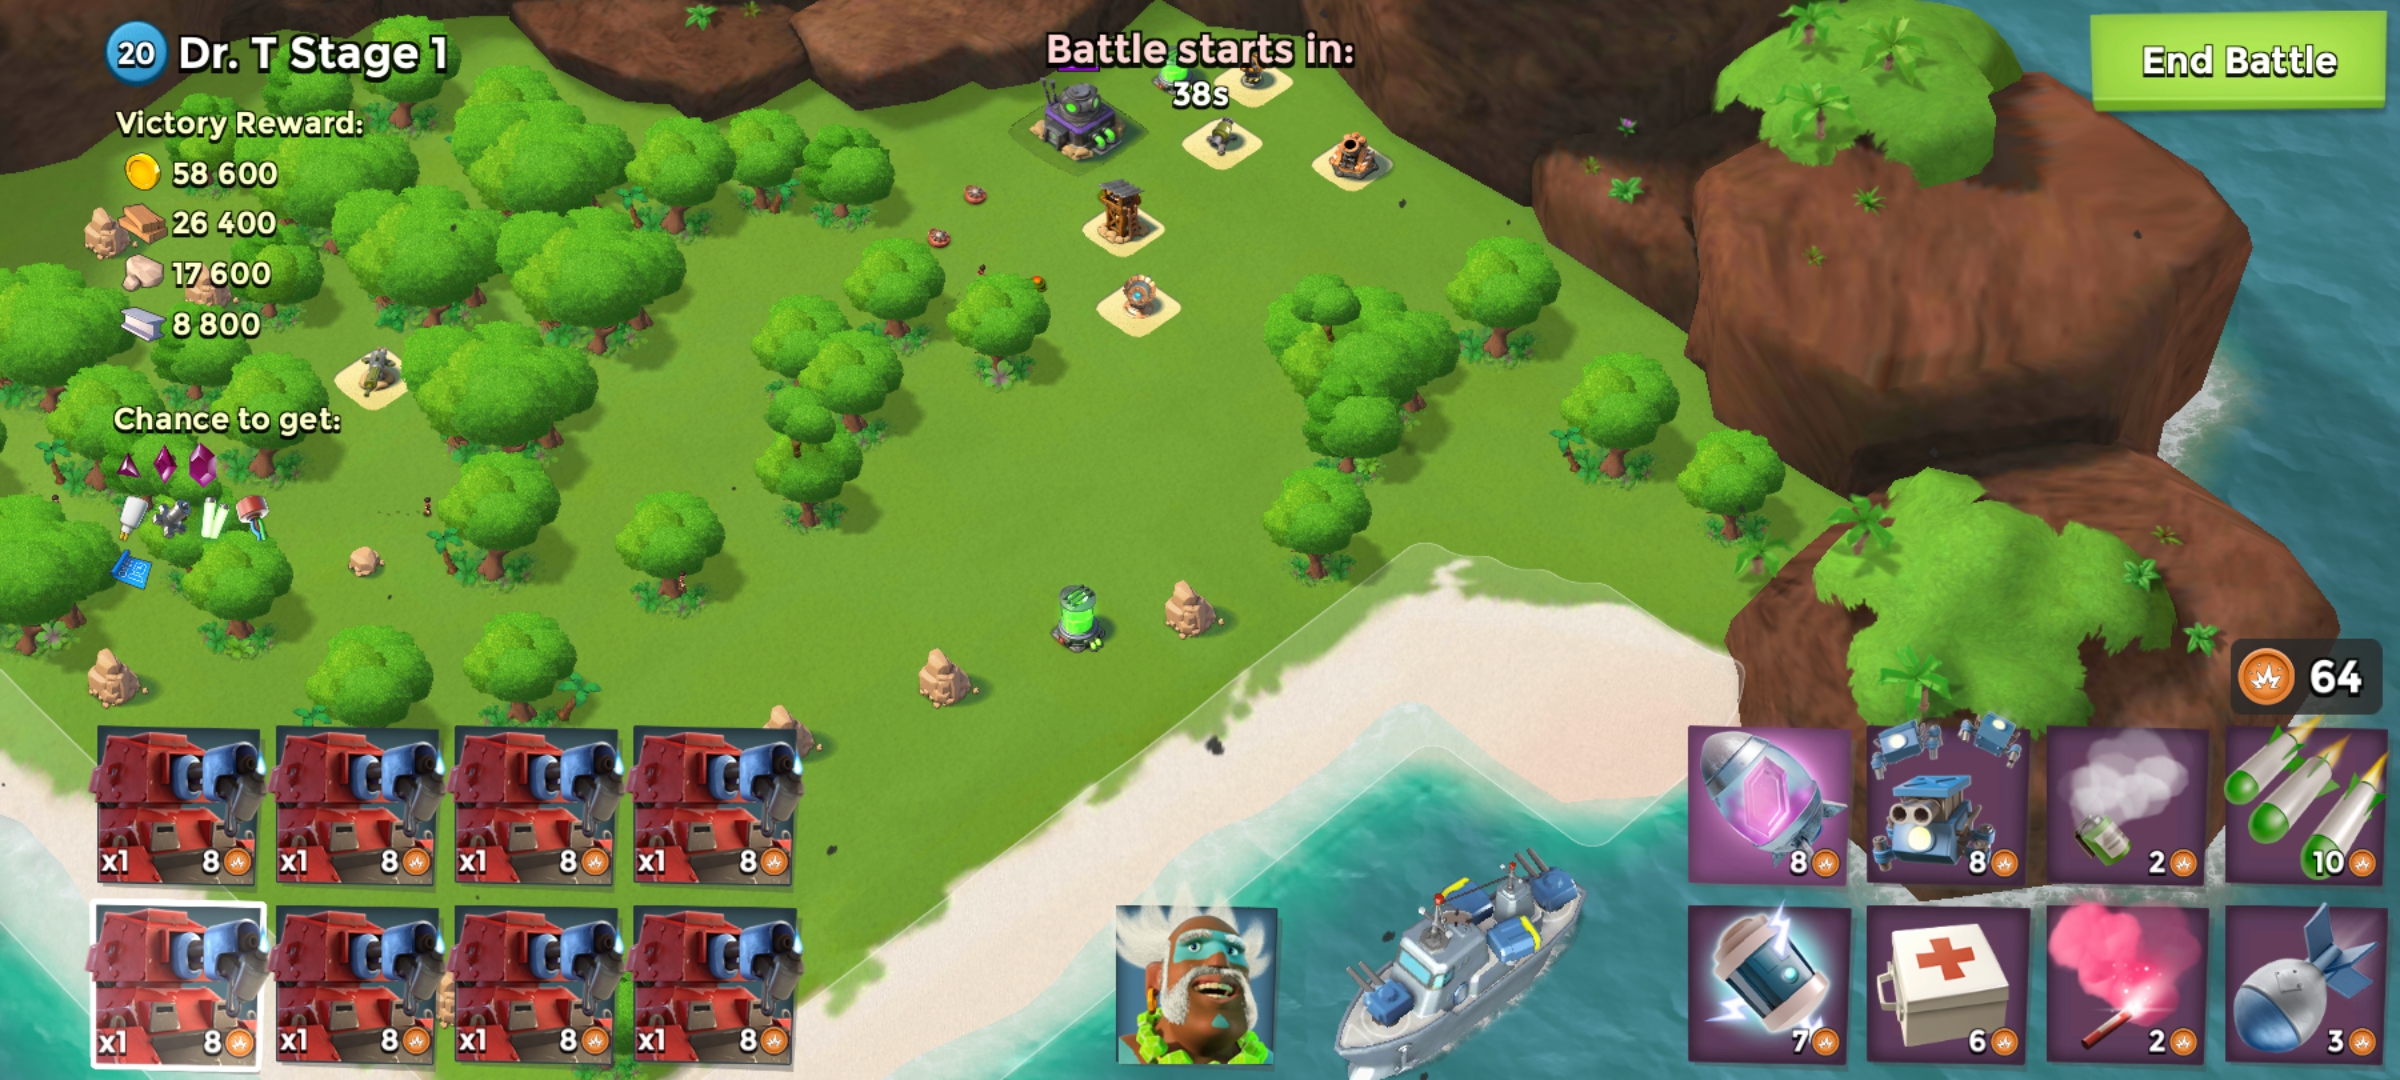 20 Dr. T Stage 1
Battle starts in:
38s
End Battle
Victory Reward:
58 600
26 400
17 600
8 800
Chance to get:
64
x1 8
x1 8
x1 8
x1 8
8
8
2
10
x1 8
x1 8
x1 8
x1 8
7
6
2
3